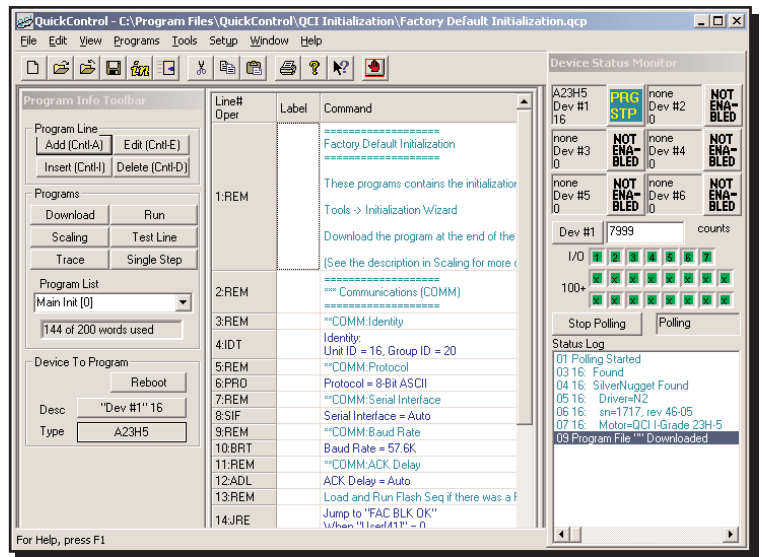 QuickControl - C:\Program Files\QuickControl\QCI Initialization\Factory Default Initialization.qcp
File Edit View Programs Tools Setup Window Help
Program Info Toolbar
Program Line
Add (Cntl-A) Edit (Cntl-E)
Insert (Cntl-I) Delete (Cntl-D)
Programs
Download Run
Scaling Test Line
Trace Single Step
Program List
Main Init [0]
144 of 200 words used
Device To Program
Reboot
Desc "Dev #1" 16
Type A23H5
Line# Oper Label Command
1:REM
===================
Factory Default Initialization
===================
These programs contains the initialization
Tools -> Initialization Wizard
Download the program at the end of the
(See the description in Scaling for more
2:REM
===================
*** Communications (COMM)
===================
3:REM **COMM:Identity
4:IDT Identity:
Unit ID = 16, Group ID = 20
5:REM **COMM:Protocol
6:PRO Protocol = 8-Bit ASCII
7:REM **COMM:Serial Interface
8:SIF Serial Interface = Auto
9:REM **COMM:Baud Rate
10:BRT Baud Rate = 57.6K
11:REM **COMM:ACK Delay
12:ADL ACK Delay = Auto
13:REM Load and Run Flash Seq if there was a
14:JRE Jump to "FAC BLK OK"
When "User[41]" = 0
Device Status Monitor
A23H5 Dev #1 16 PRG STP none Dev #2 0 NOT ENA-BLED
none Dev #3 0 NOT ENA-BLED none Dev #4 0 NOT ENA-BLED
none Dev #5 0 NOT ENA-BLED none Dev #6 0 NOT ENA-BLED
Dev #1 7999 counts
I/O 1 2 3 4 5 6 7
100+ x x x x x x x x
x x x x x x x x
Stop Polling Polling
Status Log
01 Polling Started
03 16: Found
04 16: SilverNugget Found
05 16: Driver=N2
06 16: sn=1717, rev 46-05
07 16: Motor=QCI I-Grade 23H-5
09 Program File "" Downloaded
For Help, press F1